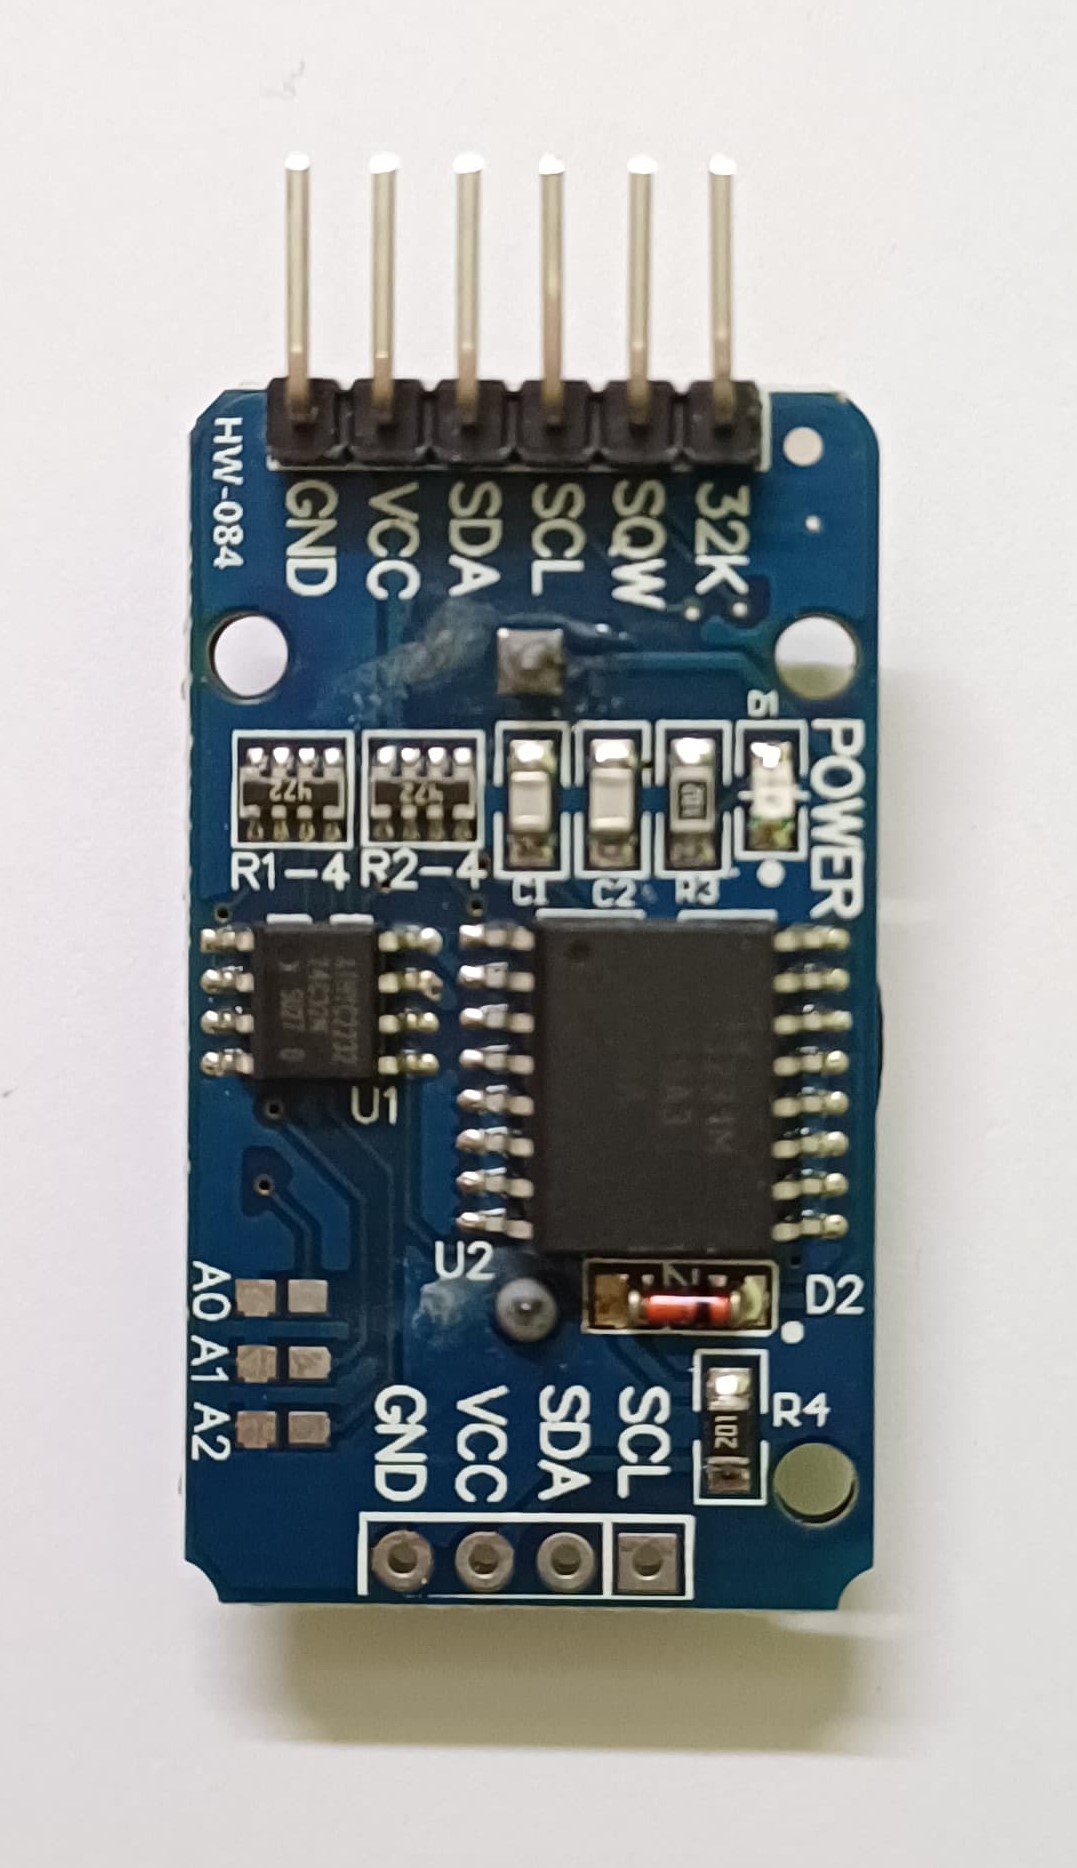 HW-084
GND
VCC
SDA
SCL
SQW
32K
D1
POWER
472
472
R1-4
R2-4
C1
C2
R3
U1
U2
D2
A0
A1
A2
R4
201
GND
VCC
SDA
SCL